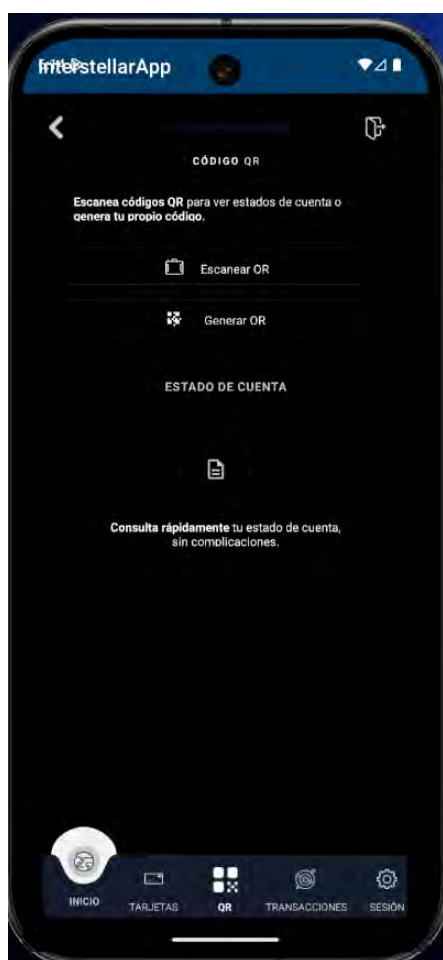 InterstellarApp
CÓDIGO QR
Escanea códigos QR para ver estados de cuenta o
genera tu propio código.
Escanear QR
Generar QR
ESTADO DE CUENTA
Consulta rápidamente tu estado de cuenta,
sin complicaciones.
INICIO
TARJETAS
QR
TRANSACCIONES
SESIÓN